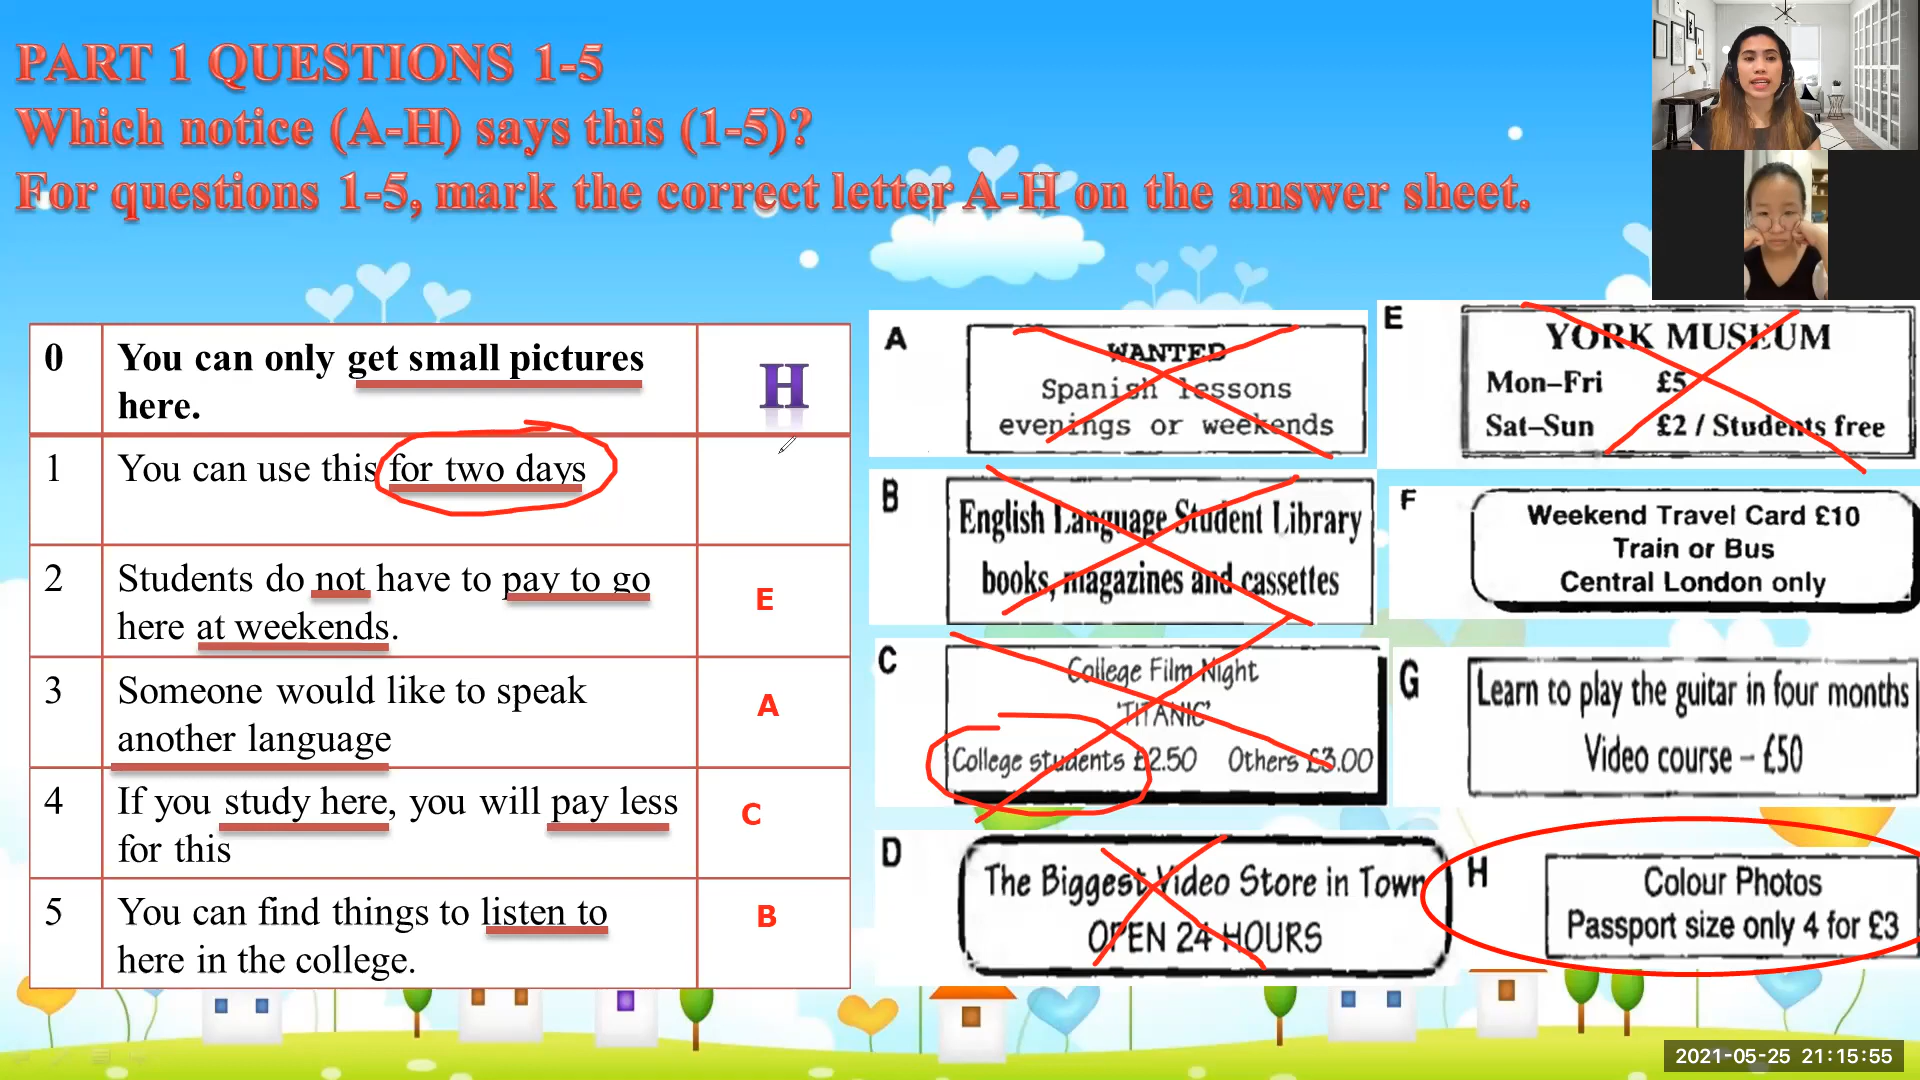 PART 1 QUESTIONS 1-5
Which notice (A-H) says this (1-5)?
For questions 1-5, mark the correct letter A-H on the answer sheet.
0
You can only get small pictures
here.
H
1
You can use this for two days
2
Students do not have to pay to go
here at weekends.
E
3
Someone would like to speak
another language
A
4
If you study here, you will pay less
for this
C
5
You can find things to listen to
here in the college.
B
A
WANTED
Spanish lessons
evenings or weekends
B
English Language Student Library
books, magazines and cassettes
C
College Film Night
'TITANIC'
College students £2.50 Others £3.00
D
The Biggest Video Store in Town
OPEN 24 HOURS
E
YORK MUSEUM
Mon–Fri £5
Sat–Sun £2 / Students free
F
Weekend Travel Card £10
Train or Bus
Central London only
G
Learn to play the guitar in four months
Video course – £50
H
Colour Photos
Passport size only 4 for £3
2021-05-25 21:15:55